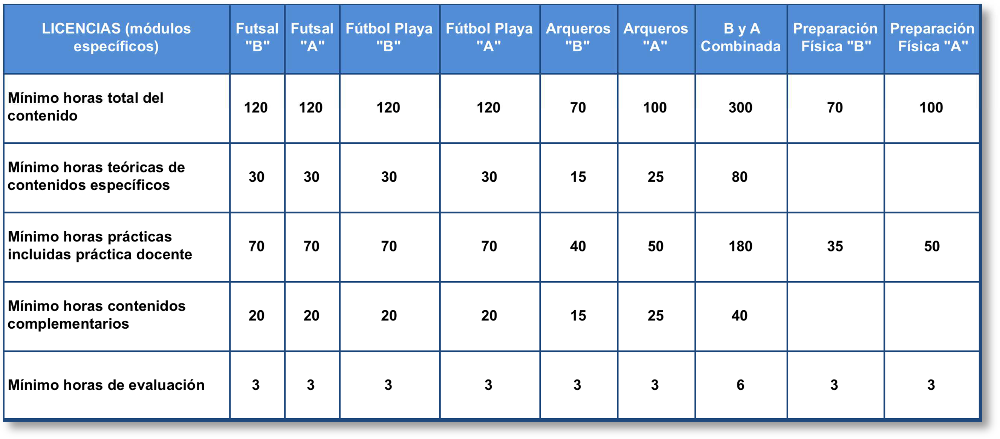 LICENCIAS (módulos específicos) Futsal "B" Futsal "A" Fútbol Playa "B" Fútbol Playa "A" Arqueros "B" Arqueros "A" B y A Combinada Preparación Física "B" Preparación Física "A"
Mínimo horas total del contenido 120 120 120 120 70 100 300 70 100
Mínimo horas teóricas de contenidos específicos 30 30 30 30 15 25 80
Mínimo horas prácticas incluidas práctica docente 70 70 70 70 40 50 180 35 50
Mínimo horas contenidos complementarios 20 20 20 20 15 25 40
Mínimo horas de evaluación 3 3 3 3 3 3 6 3 3